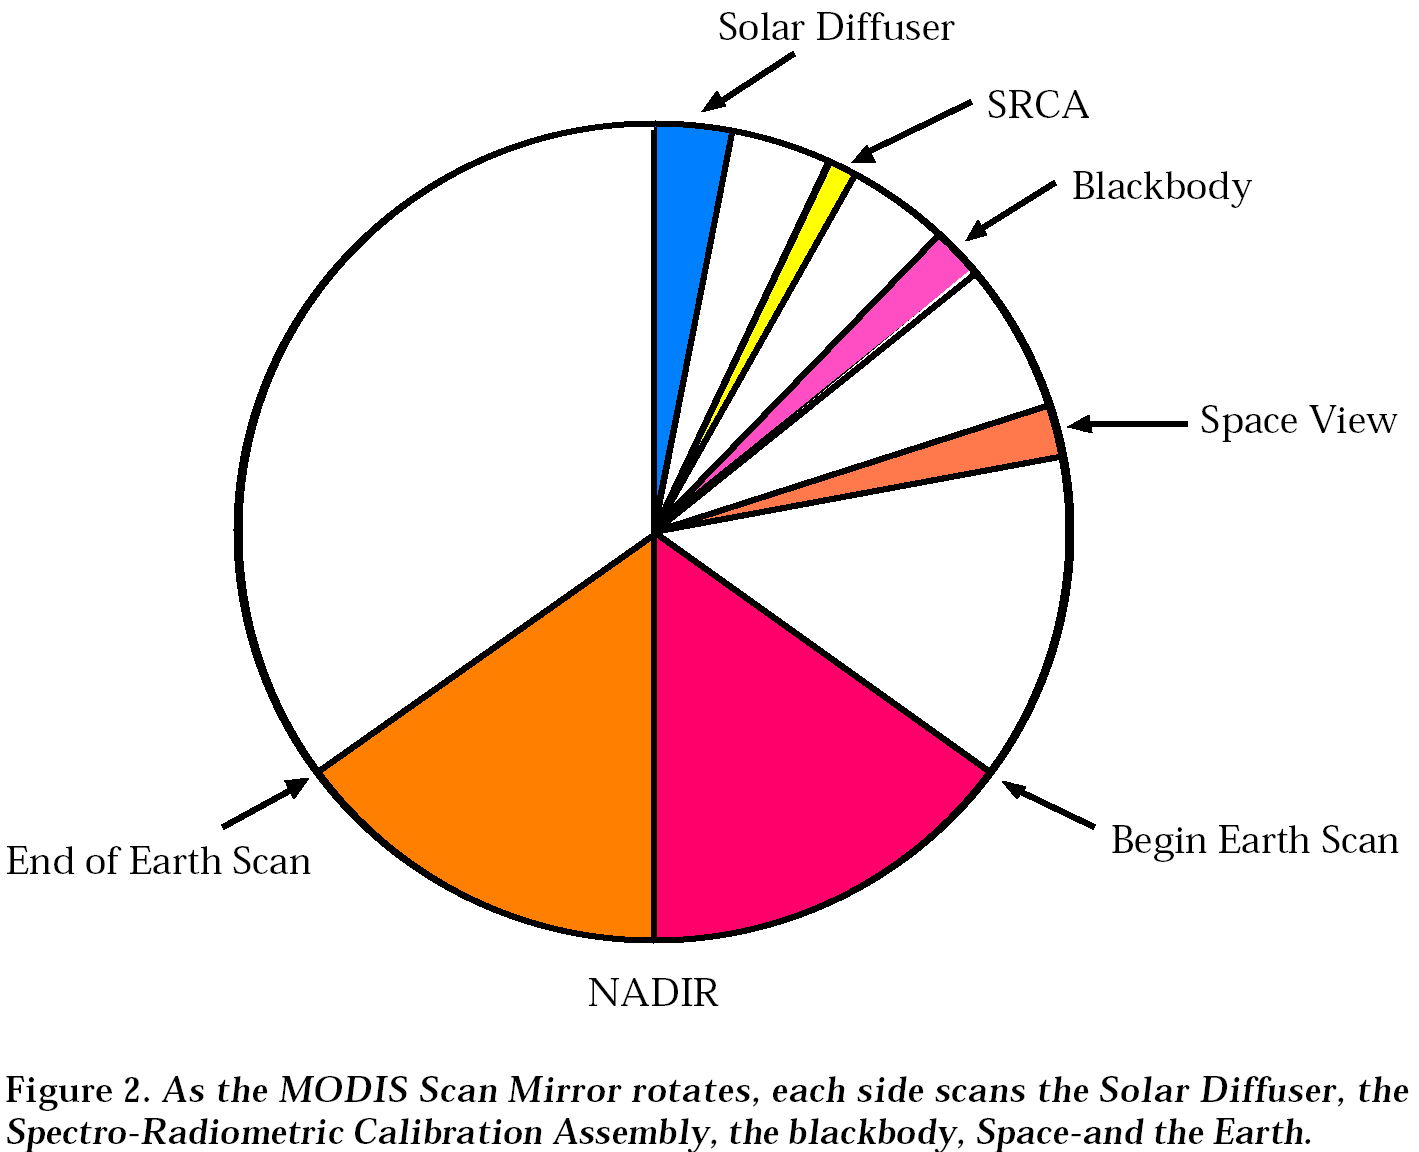 Solar Diffuser
SRCA
Blackbody
Space View
Begin Earth Scan
End of Earth Scan
NADIR
Figure 2. As the MODIS Scan Mirror rotates, each side scans the Solar Diffuser, the
Spectro-Radiometric Calibration Assembly, the blackbody, Space-and the Earth.